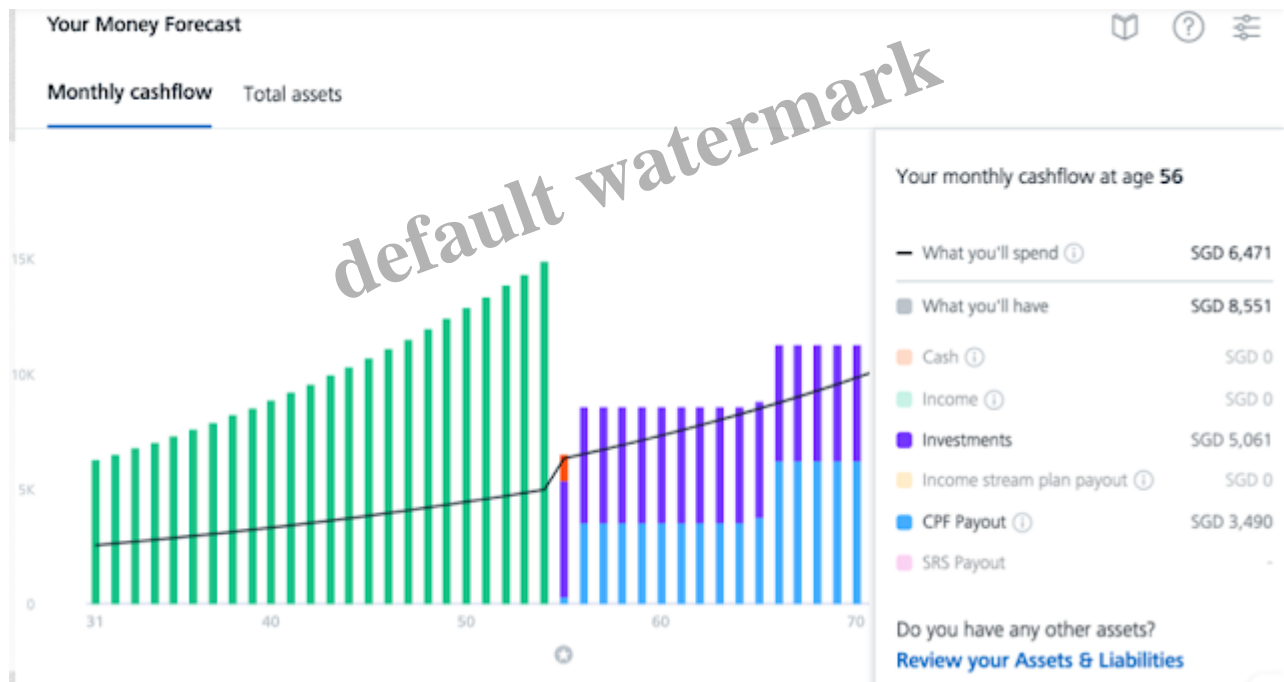 Your Money Forecast
Monthly cashflow Total assets
default watermark
15K
10K
5K
0
31 40 50 60 70
Your monthly cashflow at age 56
What you'll spend SGD 6,471
What you'll have SGD 8,551
Cash SGD 0
Income SGD 0
Investments SGD 5,061
Income stream plan payout SGD 0
CPF Payout SGD 3,490
SRS Payout -
Do you have any other assets?
Review your Assets & Liabilities